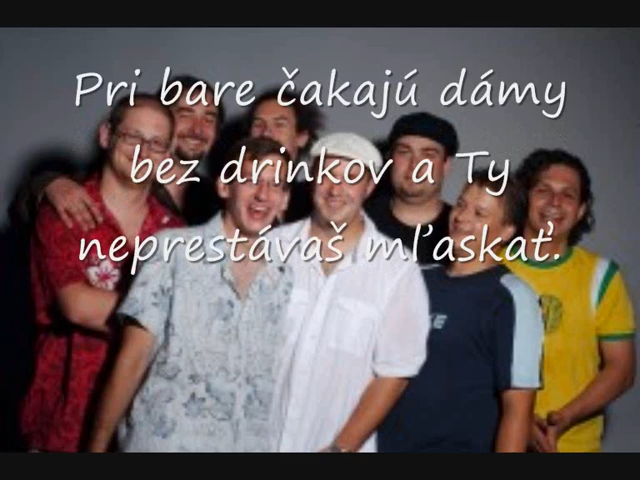 Pri bare čakajú dámy
bez drinkov a Ty
neprestávaš mľaskať.